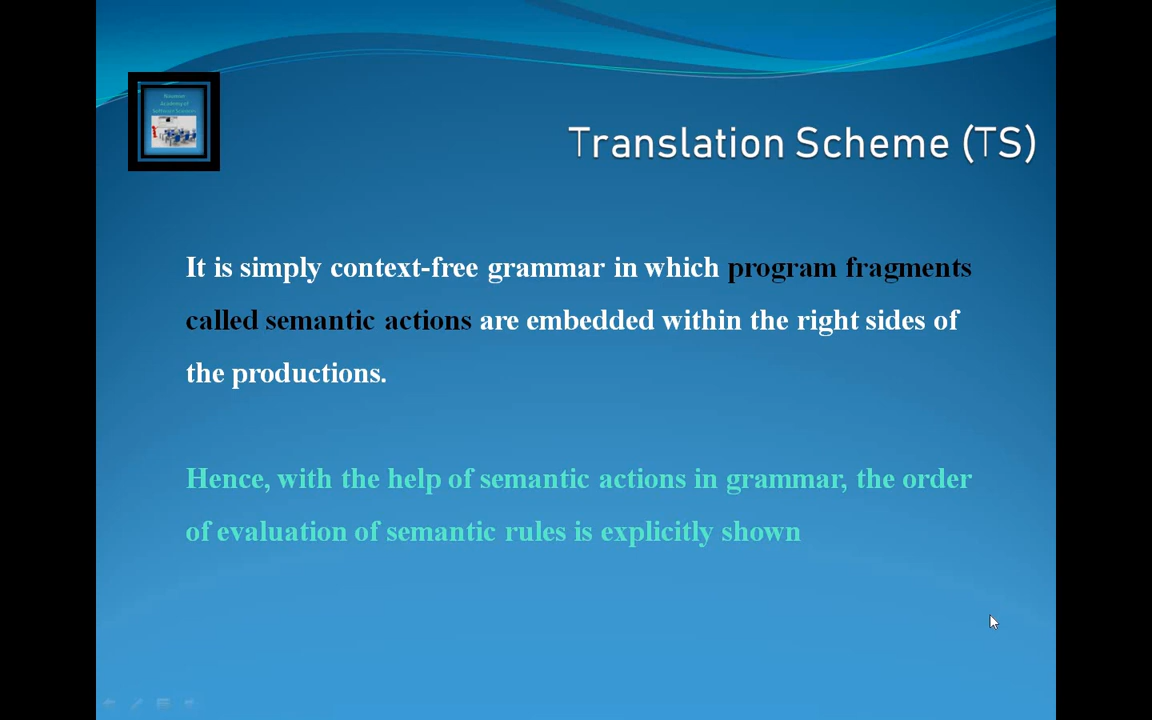 Translation Scheme (TS)
It is simply context-free grammar in which program fragments
called semantic actions are embedded within the right sides of
the productions.
Hence, with the help of semantic actions in grammar, the order
of evaluation of semantic rules is explicitly shown